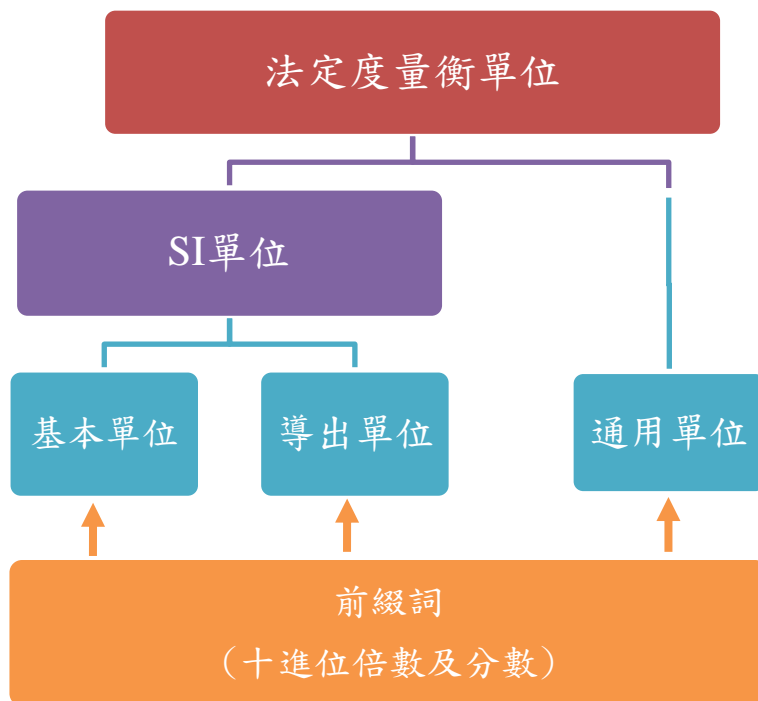 法定度量衡單位
SI單位
基本單位
導出單位
通用單位
前綴詞
（十進位倍數及分數）